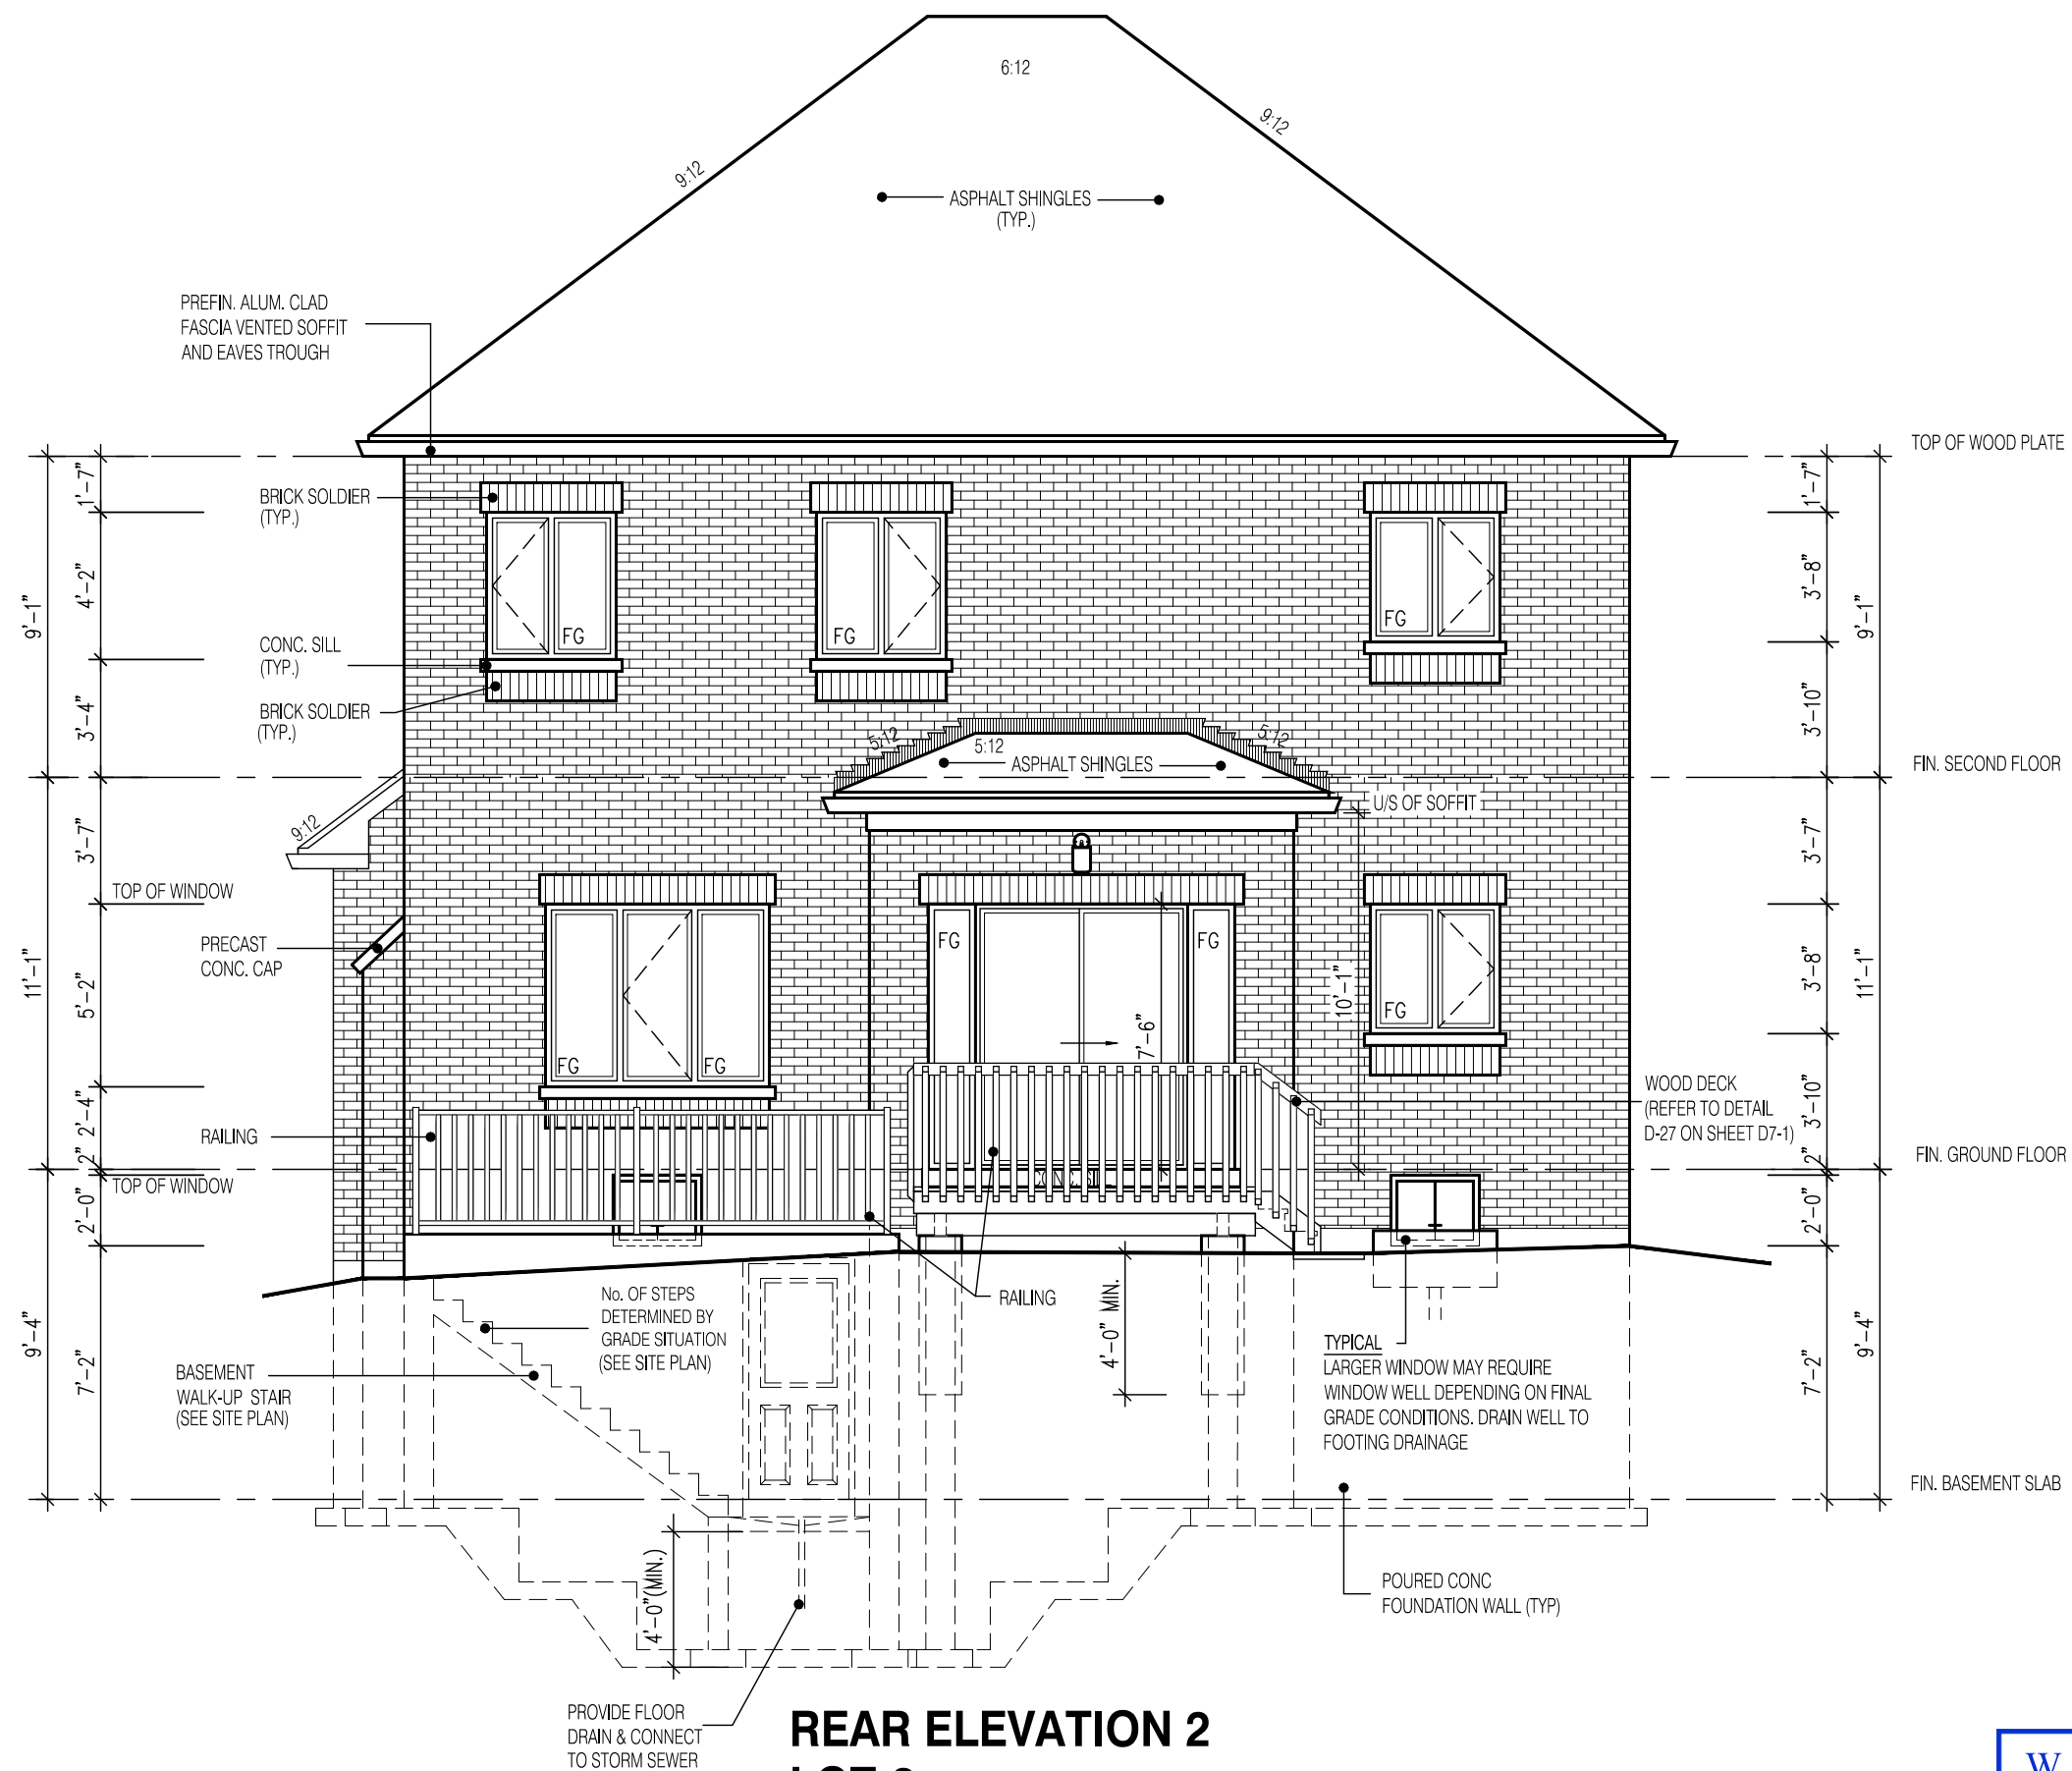 6:12
9:12
9:12
ASPHALT SHINGLES
(TYP.)
PREFIN. ALUM. CLAD
FASCIA VENTED SOFFIT
AND EAVES TROUGH
TOP OF WOOD PLATE
BRICK SOLDIER
(TYP.)
1'-7"
1'-7"
4'-2"
3'-8"
9'-1"
9'-1"
FG
FG
FG
CONC. SILL
(TYP.)
BRICK SOLDIER
(TYP.)
3'-4"
3'-10"
5:12
5:12
5:12
ASPHALT SHINGLES
FIN. SECOND FLOOR
U/S OF SOFFIT
9:12
3'-7"
3'-7"
TOP OF WINDOW
PRECAST
CONC. CAP
FG
FG
FG
FG
FG
11'-1"
5'-2"
10'-1"
7'-6"
3'-8"
11'-1"
WOOD DECK
(REFER TO DETAIL
D-27 ON SHEET D7-1)
RAILING
2'-4"
3'-10"
2"
2"
FIN. GROUND FLOOR
TOP OF WINDOW
2'-0"
2'-0"
No. OF STEPS
DETERMINED BY
GRADE SITUATION
(SEE SITE PLAN)
RAILING
4'-0" MIN.
TYPICAL
LARGER WINDOW MAY REQUIRE
WINDOW WELL DEPENDING ON FINAL
GRADE CONDITIONS. DRAIN WELL TO
FOOTING DRAINAGE
BASEMENT
WALK-UP STAIR
(SEE SITE PLAN)
9'-4"
7'-2"
7'-2"
9'-4"
FIN. BASEMENT SLAB
4'-0"(MIN.)
POURED CONC
FOUNDATION WALL (TYP)
PROVIDE FLOOR
DRAIN & CONNECT
TO STORM SEWER
REAR ELEVATION 2
W